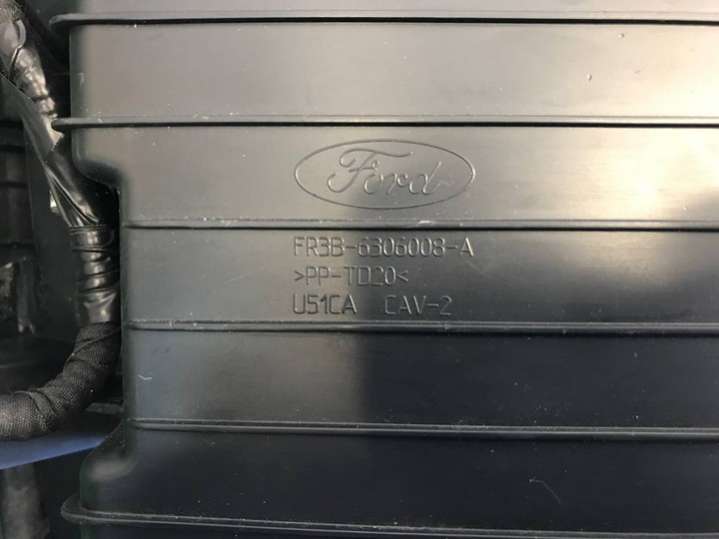 Ford
FR3B-6306008-A
>PP-TD20<
U51CA CAV-2